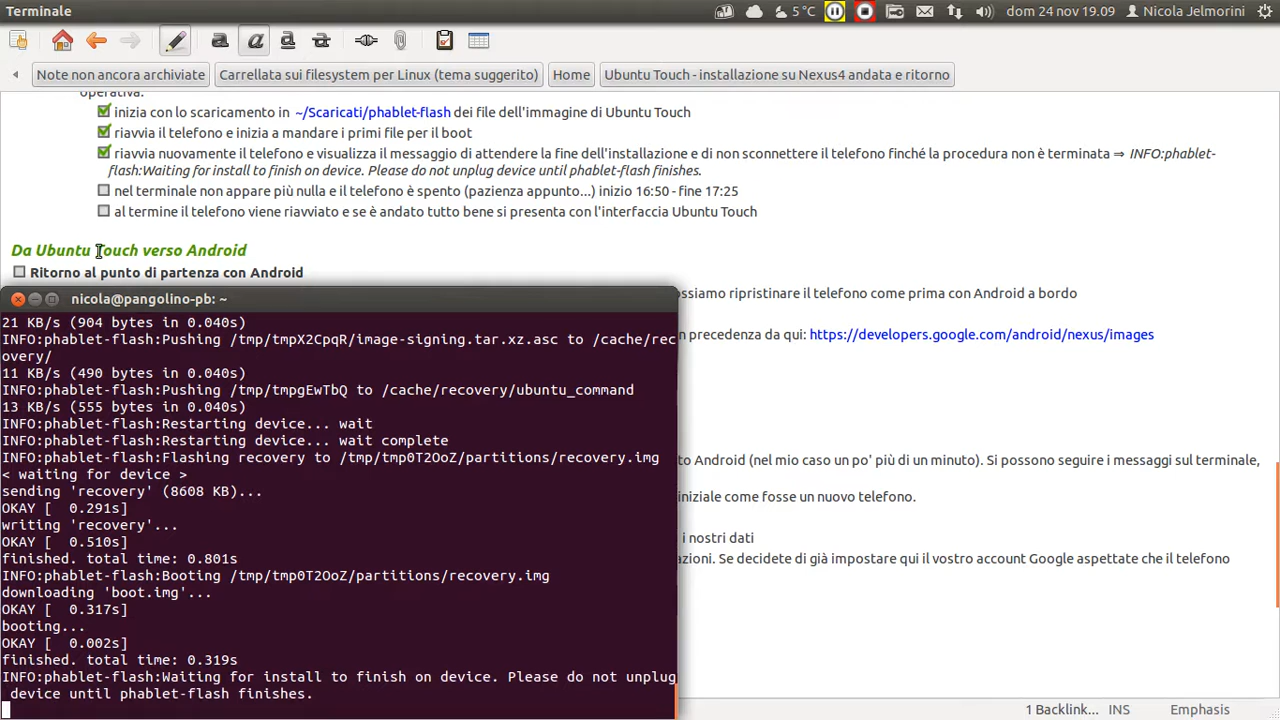 Terminale
5 °C
dom 24 nov 19.09
Nicola Jelmorini
a a a a
Note non ancora archiviate
Carrellata sui filesystem per Linux (tema suggerito)
Home
Ubuntu Touch - installazione su Nexus4 andata e ritorno
operativa.
inizia con lo scaricamento in ~/Scaricati/phablet-flash dei file dell'immagine di Ubuntu Touch
riavvia il telefono e inizia a mandare i primi file per il boot
riavvia nuovamente il telefono e visualizza il messaggio di attendere la fine dell'installazione e di non sconnettere il telefono finché la procedura non è terminata ⇒ INFO:phablet-
flash:Waiting for install to finish on device. Please do not unplug device until phablet-flash finishes.
nel terminale non appare più nulla e il telefono è spento (pazienza appunto...) inizio 16:50 - fine 17:25
al termine il telefono viene riavviato e se è andato tutto bene si presenta con l'interfaccia Ubuntu Touch
Da Ubuntu Touch verso Android
Ritorno al punto di partenza con Android
ossiamo ripristinare il telefono come prima con Android a bordo
n precedenza da qui: https://developers.google.com/android/nexus/images
to Android (nel mio caso un po' più di un minuto). Si possono seguire i messaggi sul terminale,
iniziale come fosse un nuovo telefono.
i nostri dati
azioni. Se decidete di già impostare qui il vostro account Google aspettate che il telefono
nicola@pangolino-pb: ~
21 KB/s (904 bytes in 0.040s)
INFO:phablet-flash:Pushing /tmp/tmpX2CpqR/image-signing.tar.xz.asc to /cache/rec
overy/
11 KB/s (490 bytes in 0.040s)
INFO:phablet-flash:Pushing /tmp/tmpgEwTbQ to /cache/recovery/ubuntu_command
13 KB/s (555 bytes in 0.040s)
INFO:phablet-flash:Restarting device... wait
INFO:phablet-flash:Restarting device... wait complete
INFO:phablet-flash:Flashing recovery to /tmp/tmp0T2OoZ/partitions/recovery.img
< waiting for device >
sending 'recovery' (8608 KB)...
OKAY [  0.291s]
writing 'recovery'...
OKAY [  0.510s]
finished. total time: 0.801s
INFO:phablet-flash:Booting /tmp/tmp0T2OoZ/partitions/recovery.img
downloading 'boot.img'...
OKAY [  0.317s]
booting...
OKAY [  0.002s]
finished. total time: 0.319s
INFO:phablet-flash:Waiting for install to finish on device. Please do not unplug
device until phablet-flash finishes.
1 Backlink...
INS
Emphasis